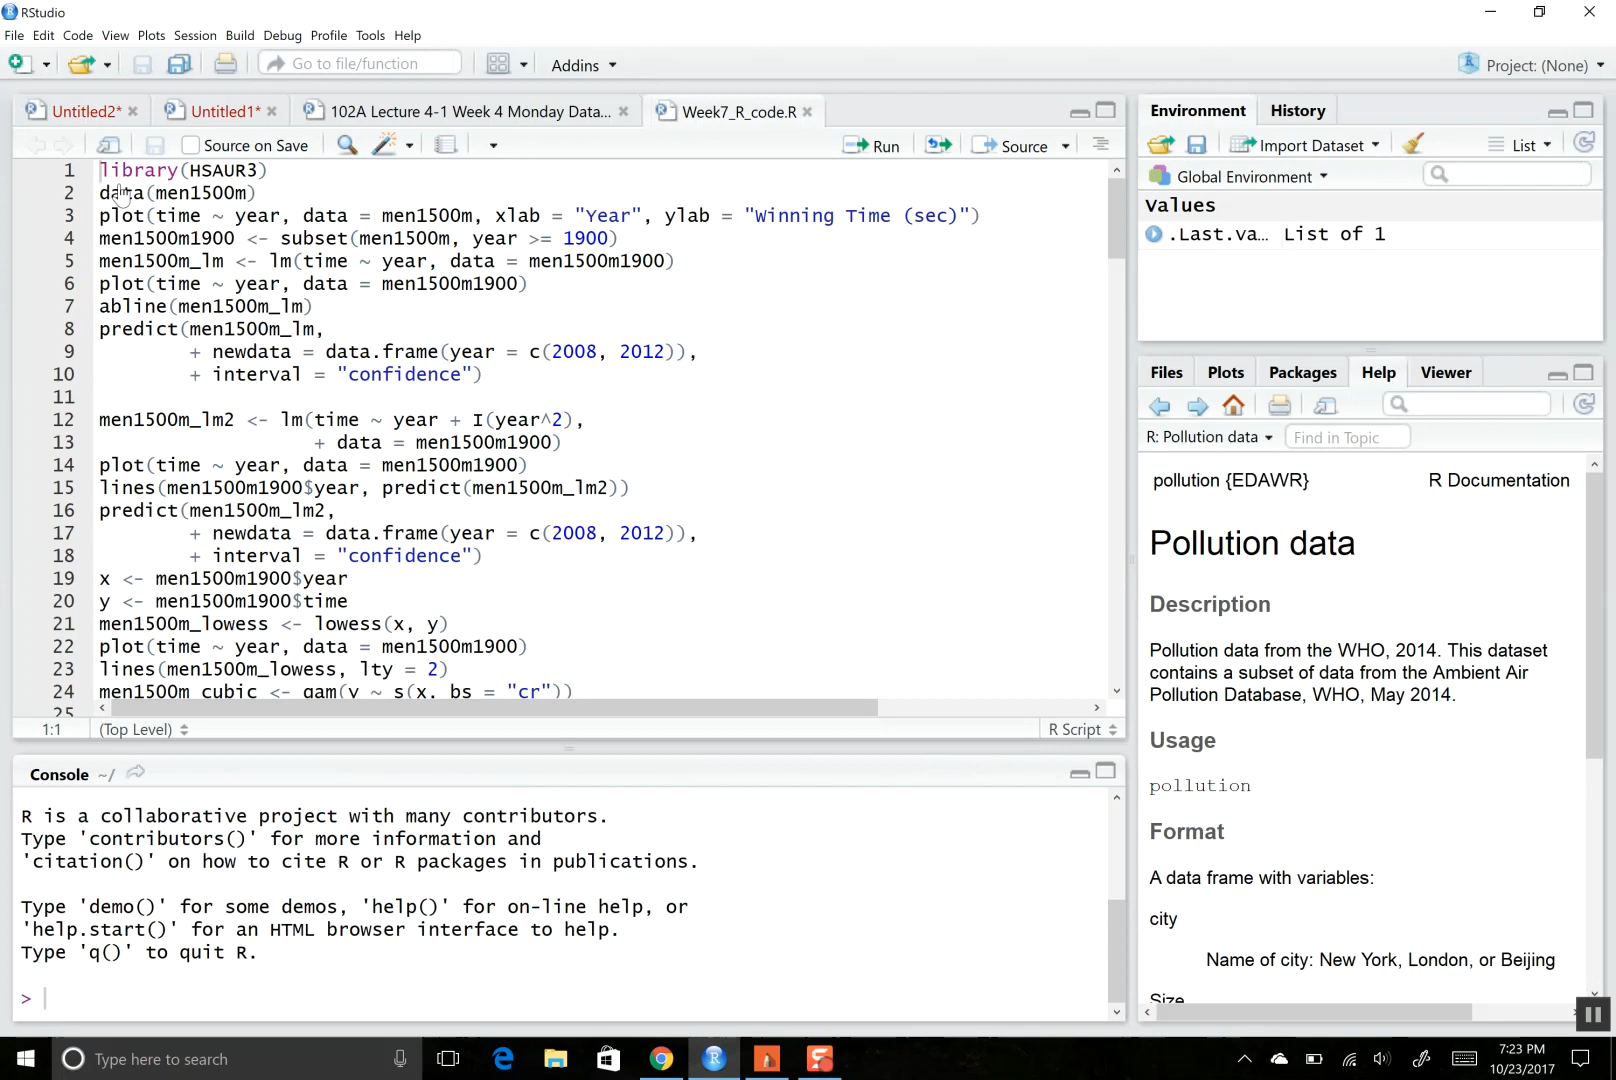 RStudio
File Edit Code View Plots Session Build Debug Profile Tools Help
Go to file/function Addins Project: (None)
Untitled2* Untitled1* 102A Lecture 4-1 Week 4 Monday Data... Week7_R_code.R
Source on Save Run Source
1 library(HSAUR3)
2 data(men1500m)
3 plot(time ~ year, data = men1500m, xlab = "Year", ylab = "Winning Time (sec)")
4 men1500m1900 <- subset(men1500m, year >= 1900)
5 men1500m_lm <- lm(time ~ year, data = men1500m1900)
6 plot(time ~ year, data = men1500m1900)
7 abline(men1500m_lm)
8 predict(men1500m_lm,
9 + newdata = data.frame(year = c(2008, 2012)),
10 + interval = "confidence")
11
12 men1500m_lm2 <- lm(time ~ year + I(year^2),
13 + data = men1500m1900)
14 plot(time ~ year, data = men1500m1900)
15 lines(men1500m1900$year, predict(men1500m_lm2))
16 predict(men1500m_lm2,
17 + newdata = data.frame(year = c(2008, 2012)),
18 + interval = "confidence")
19 x <- men1500m1900$year
20 y <- men1500m1900$time
21 men1500m_lowess <- lowess(x, y)
22 plot(time ~ year, data = men1500m1900)
23 lines(men1500m_lowess, lty = 2)
24 men1500m_cubic <- gam(y ~ s(x, bs = "cr"))
25
1:1 (Top Level) R Script
Console ~/
R is a collaborative project with many contributors.
Type 'contributors()' for more information and
'citation()' on how to cite R or R packages in publications.
Type 'demo()' for some demos, 'help()' for on-line help, or
'help.start()' for an HTML browser interface to help.
Type 'q()' to quit R.
>
Environment History
Import Dataset List
Global Environment
Values
.Last.va... List of 1
Files Plots Packages Help Viewer
R: Pollution data Find in Topic
pollution {EDAWR} R Documentation
Pollution data
Description
Pollution data from the WHO, 2014. This dataset
contains a subset of data from the Ambient Air
Pollution Database, WHO, May 2014.
Usage
pollution
Format
A data frame with variables:
city
Name of city: New York, London, or Beijing
Size
Type here to search
7:23 PM
10/23/2017